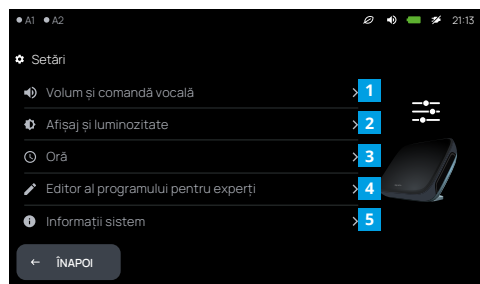 A1 A2 21:13
Setări
Volum și comandă vocală 1
Afișaj și luminozitate 2
Oră 3
Editor al programului pentru experți 4
Informații sistem 5
← ÎNAPOI